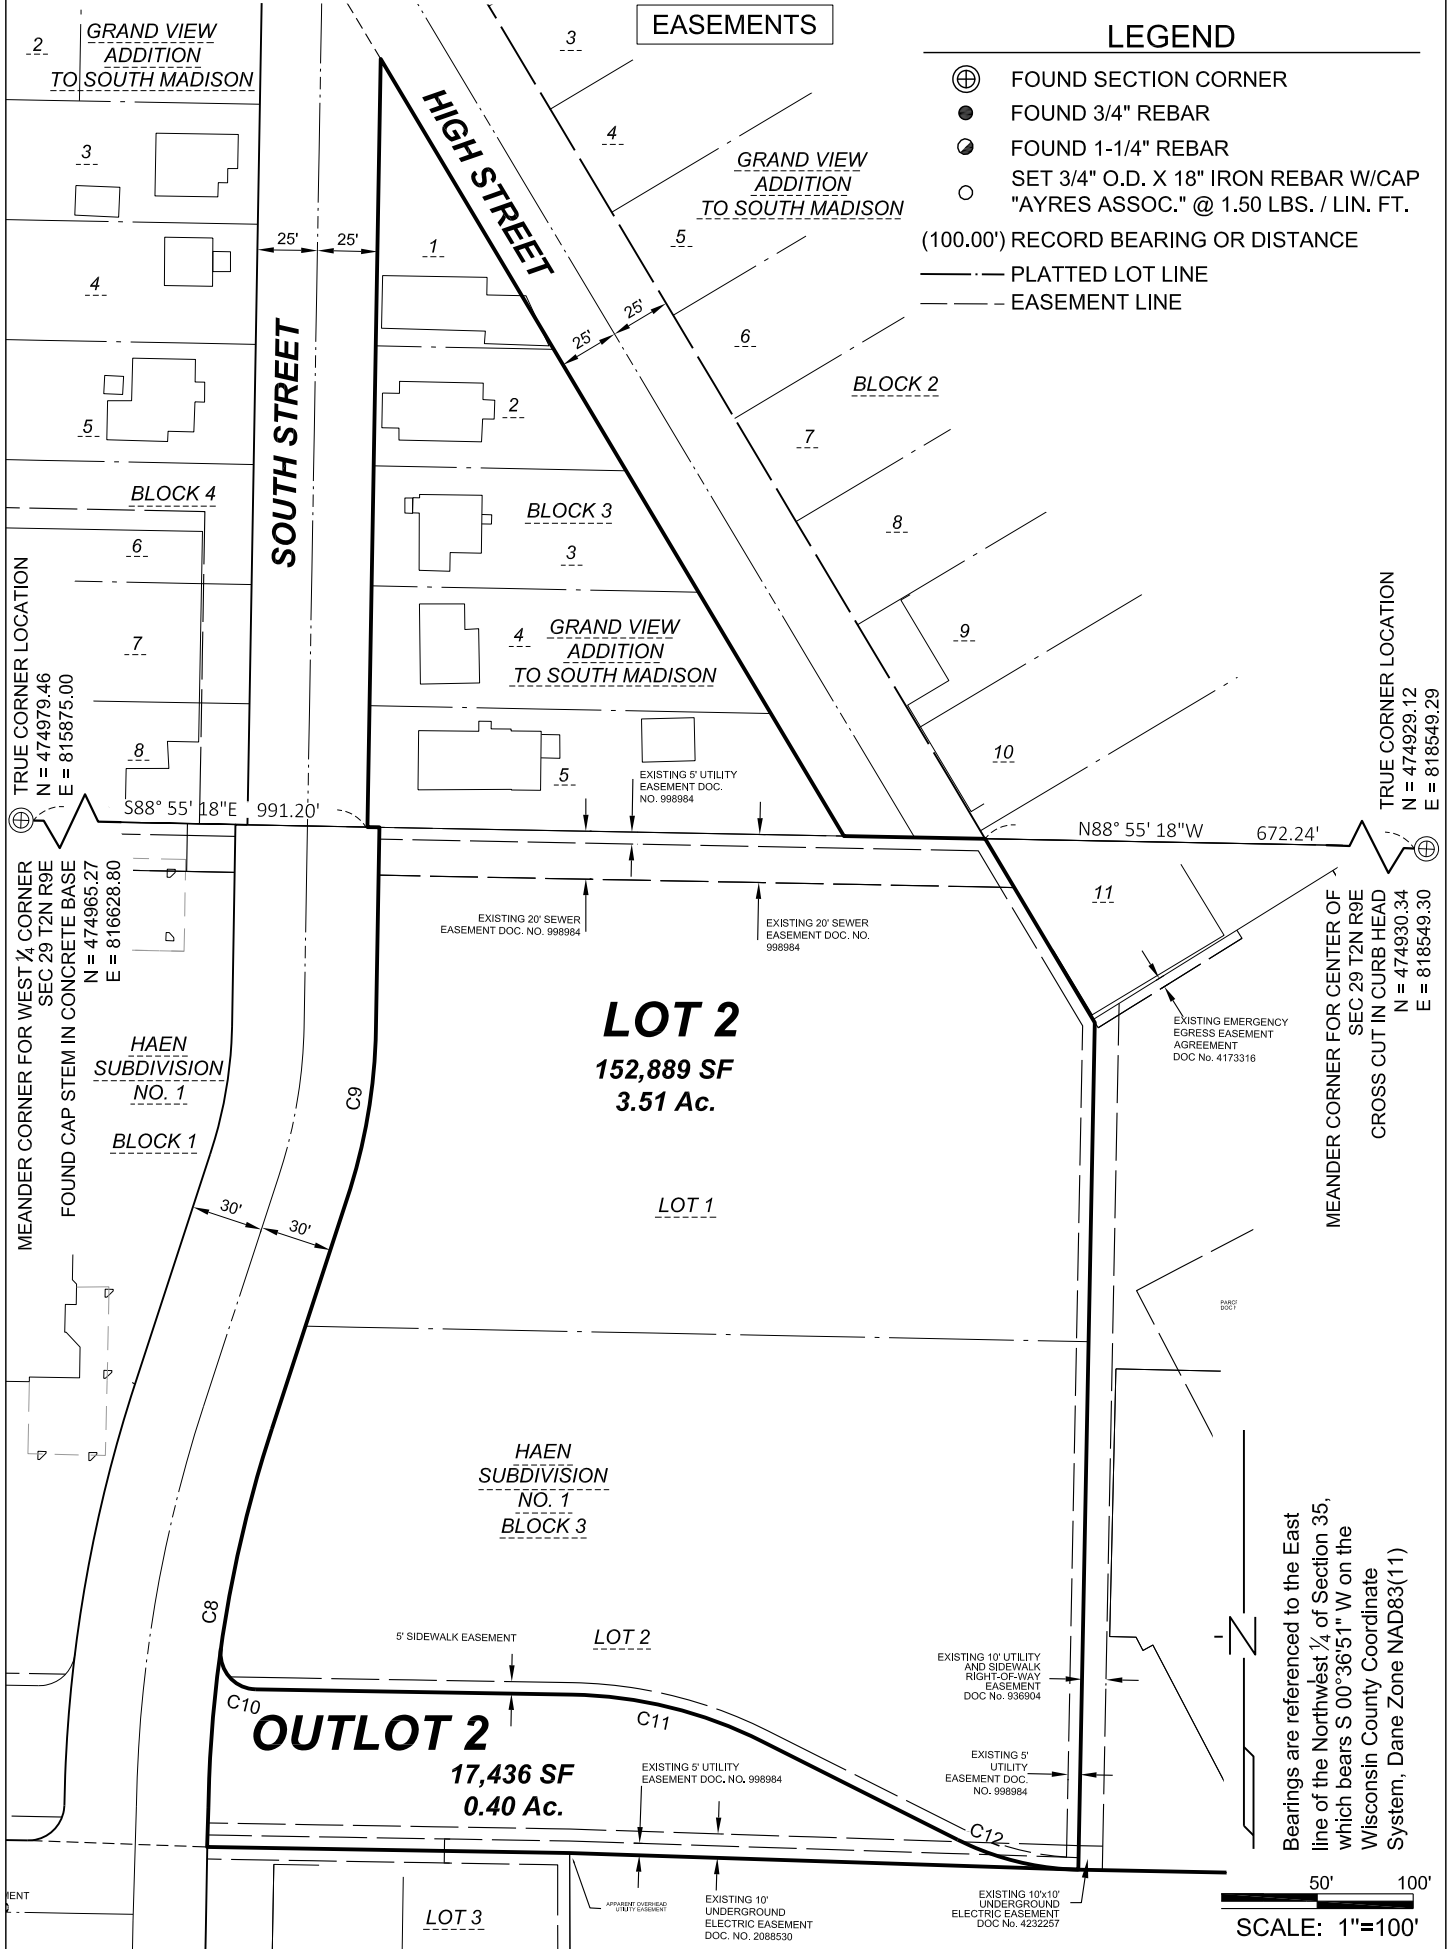 EASEMENTS
LEGEND
FOUND SECTION CORNER
FOUND 3/4" REBAR
FOUND 1-1/4" REBAR
SET 3/4" O.D. X 18" IRON REBAR W/CAP
"AYRES ASSOC." @ 1.50 LBS. / LIN. FT.
(100.00') RECORD BEARING OR DISTANCE
PLATTED LOT LINE
EASEMENT LINE
2
GRAND VIEW
ADDITION
TO SOUTH MADISON
3
4
5
BLOCK 4
6
7
8
25'
25'
SOUTH STREET
HIGH STREET
25'
25'
1
2
BLOCK 3
3
4
GRAND VIEW
ADDITION
TO SOUTH MADISON
5
3
4
GRAND VIEW
ADDITION
TO SOUTH MADISON
5
6
BLOCK 2
7
8
9
10
11
TRUE CORNER LOCATION
N = 474979.46
E = 815875.00
S88° 55' 18"E 991.20'
MEANDER CORNER FOR WEST ¼ CORNER
SEC 29 T2N R9E
FOUND CAP STEM IN CONCRETE BASE
N = 474965.27
E = 816628.80
TRUE CORNER LOCATION
N = 474929.12
E = 818549.29
N88° 55' 18"W 672.24'
MEANDER CORNER FOR CENTER OF
SEC 29 T2N R9E
CROSS CUT IN CURB HEAD
N = 474930.34
E = 818549.30
EXISTING 5' UTILITY
EASEMENT DOC.
NO. 998984
EXISTING 20' SEWER
EASEMENT DOC. NO. 998984
EXISTING 20' SEWER
EASEMENT DOC. NO.
998984
EXISTING EMERGENCY
EGRESS EASEMENT
AGREEMENT
DOC No. 4173316
HAEN
SUBDIVISION
NO. 1
BLOCK 1
C9
30'
30'
LOT 2
152,889 SF
3.51 Ac.
LOT 1
HAEN
SUBDIVISION
NO. 1
BLOCK 3
C8
5' SIDEWALK EASEMENT
LOT 2
C10
C11
C12
OUTLOT 2
17,436 SF
0.40 Ac.
EXISTING 5' UTILITY
EASEMENT DOC. NO. 998984
EXISTING 10' UTILITY
AND SIDEWALK
RIGHT-OF-WAY
EASEMENT
DOC No. 936904
EXISTING 5'
UTILITY
EASEMENT DOC.
NO. 998984
PARC
DOC
MENT
LOT 3
APPARENT OVERHEAD
UTILITY EASEMENT
EXISTING 10'
UNDERGROUND
ELECTRIC EASEMENT
DOC. NO. 2088530
EXISTING 10'x10'
UNDERGROUND
ELECTRIC EASEMENT
DOC No. 4232257
N
Bearings are referenced to the East
line of the Northwest ¼ of Section 35,
which bears S 00°36'51" W on the
Wisconsin County Coordinate
System, Dane Zone NAD83(11)
50' 100'
SCALE: 1"=100'